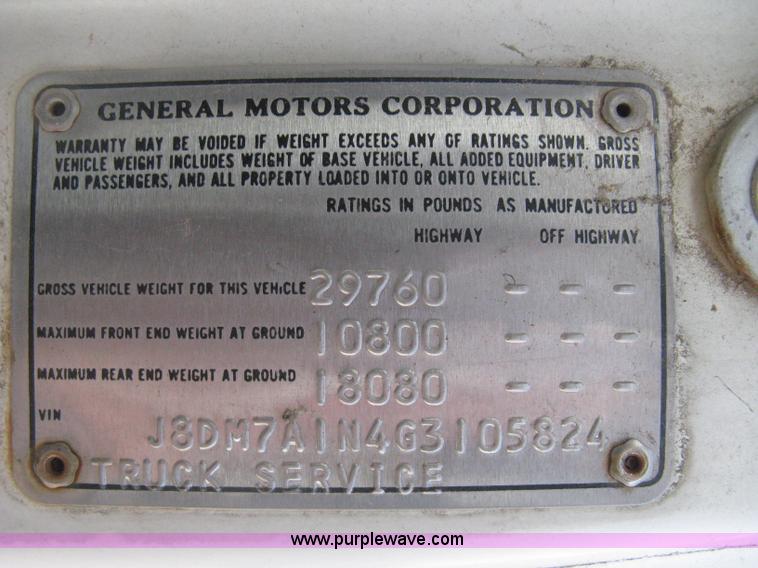 GENERAL MOTORS CORPORATION
WARRANTY MAY BE VOIDED IF WEIGHT EXCEEDS ANY OF RATINGS SHOWN. GROSS
VEHICLE WEIGHT INCLUDES WEIGHT OF BASE VEHICLE, ALL ADDED EQUIPMENT, DRIVER
AND PASSENGERS, AND ALL PROPERTY LOADED INTO OR ONTO VEHICLE.
RATINGS IN POUNDS AS MANUFACTURED
HIGHWAY OFF HIGHWAY
GROSS VEHICLE WEIGHT FOR THIS VEHICLE 29760 - - -
MAXIMUM FRONT END WEIGHT AT GROUND 10800 - - -
MAXIMUM REAR END WEIGHT AT GROUND 18080 - - -
VIN J8DM7A1N4G3105824
TRUCK SERVICE
www.purplewave.com